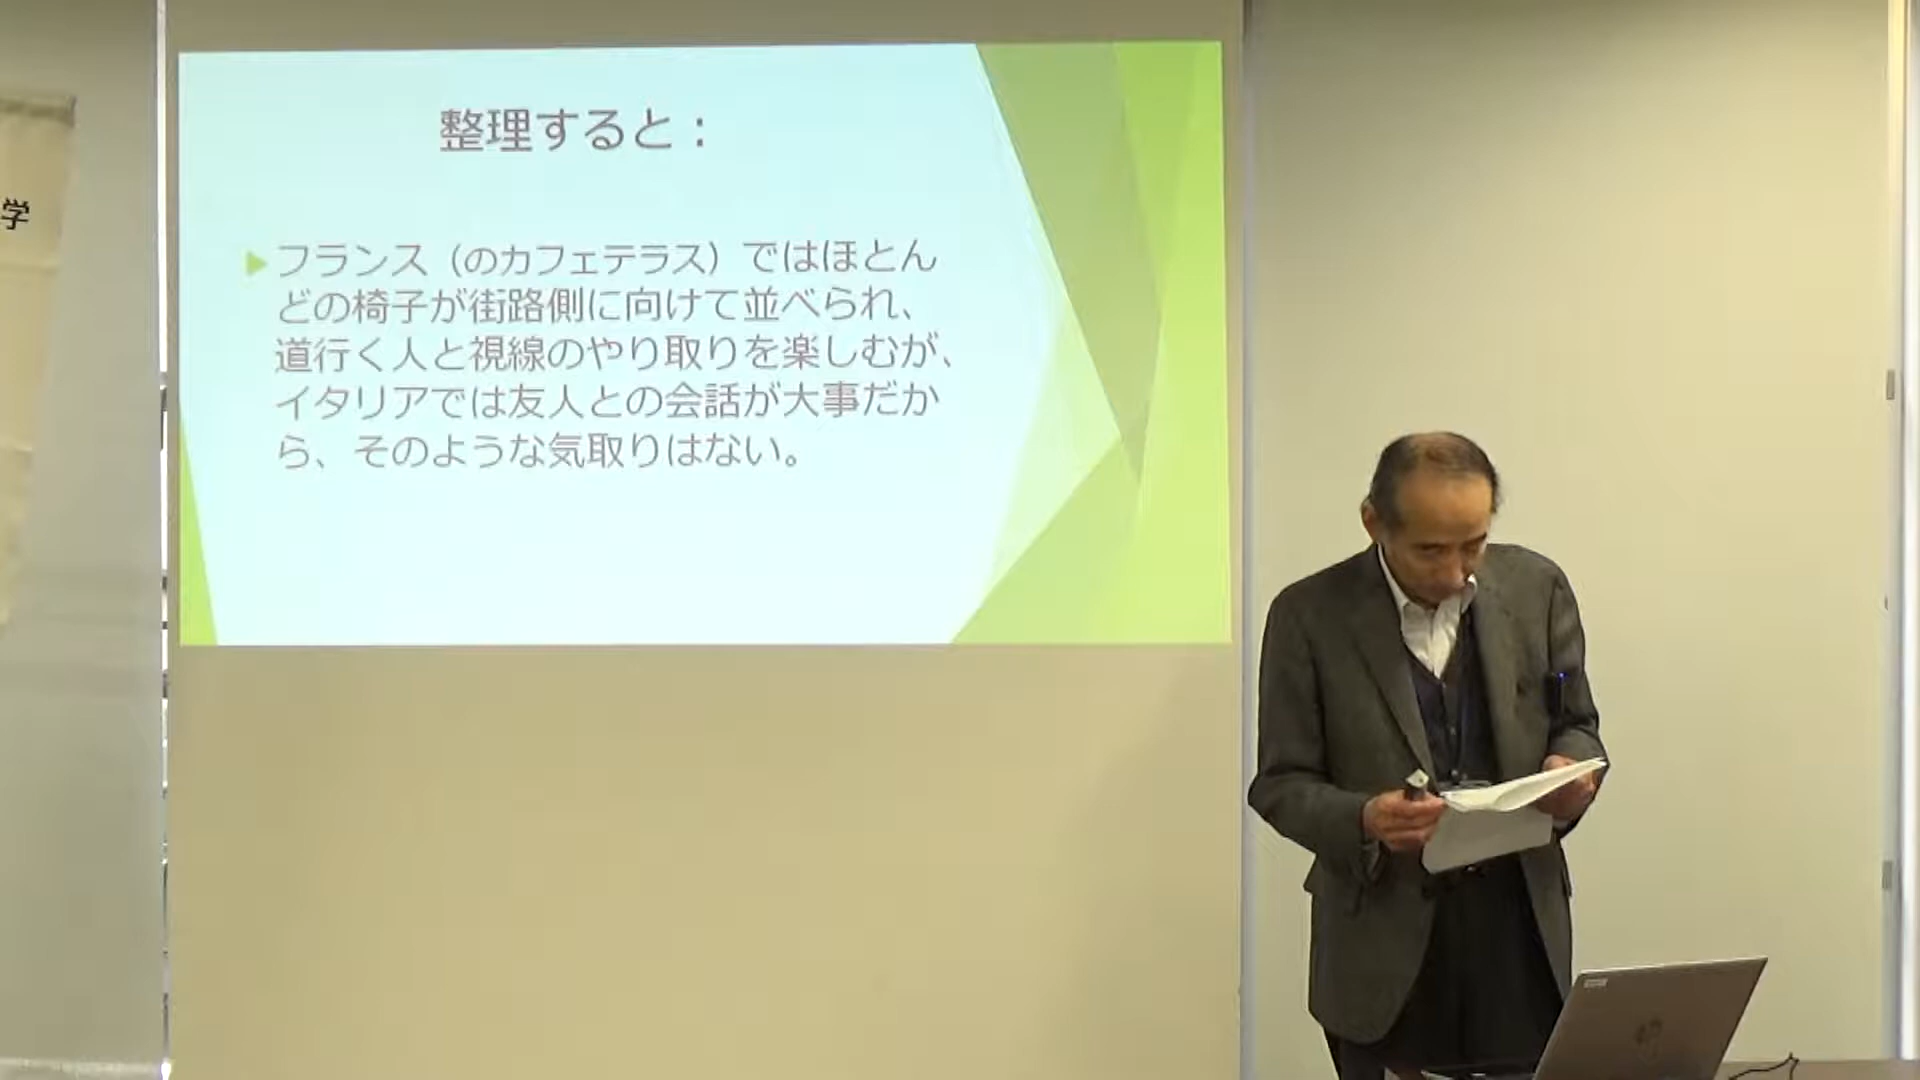 整理すると：
フランス（のカフェテラス）ではほとん
どの椅子が街路側に向けて並べられ、
道行く人と視線のやり取りを楽しむが、
イタリアでは友人との会話が大事だか
ら、そのような気取りはない。
学